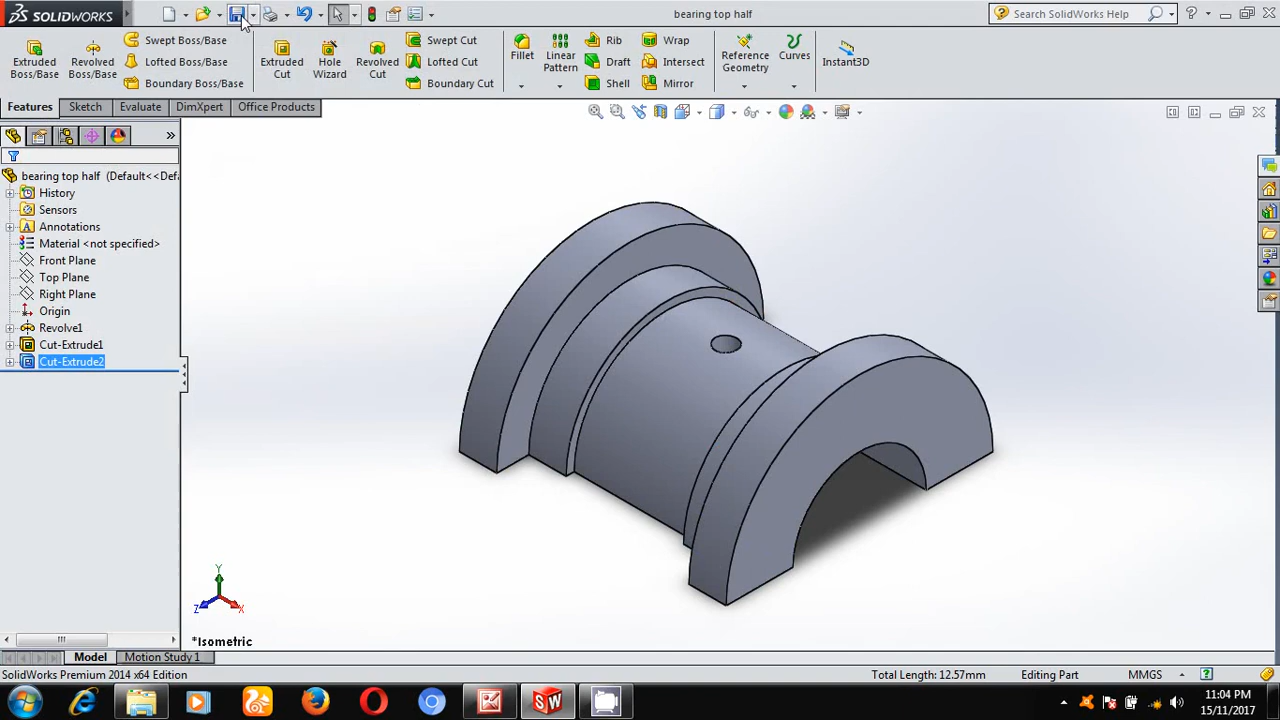 SOLIDWORKS
bearing top half
Search SolidWorks Help
Extruded Boss/Base
Revolved Boss/Base
Swept Boss/Base
Lofted Boss/Base
Boundary Boss/Base
Extruded Cut
Hole Wizard
Revolved Cut
Swept Cut
Lofted Cut
Boundary Cut
Fillet
Linear Pattern
Rib
Draft
Shell
Wrap
Intersect
Mirror
Reference Geometry
Curves
Instant3D
Features
Sketch
Evaluate
DimXpert
Office Products
bearing top half (Default<<Def
History
Sensors
Annotations
Material <not specified>
Front Plane
Top Plane
Right Plane
Origin
Revolve1
Cut-Extrude1
Cut-Extrude2
Y
Z
X
*Isometric
Model
Motion Study 1
SolidWorks Premium 2014 x64 Edition
Total Length: 12.57mm
Editing Part
MMGS
11:04 PM
15/11/2017